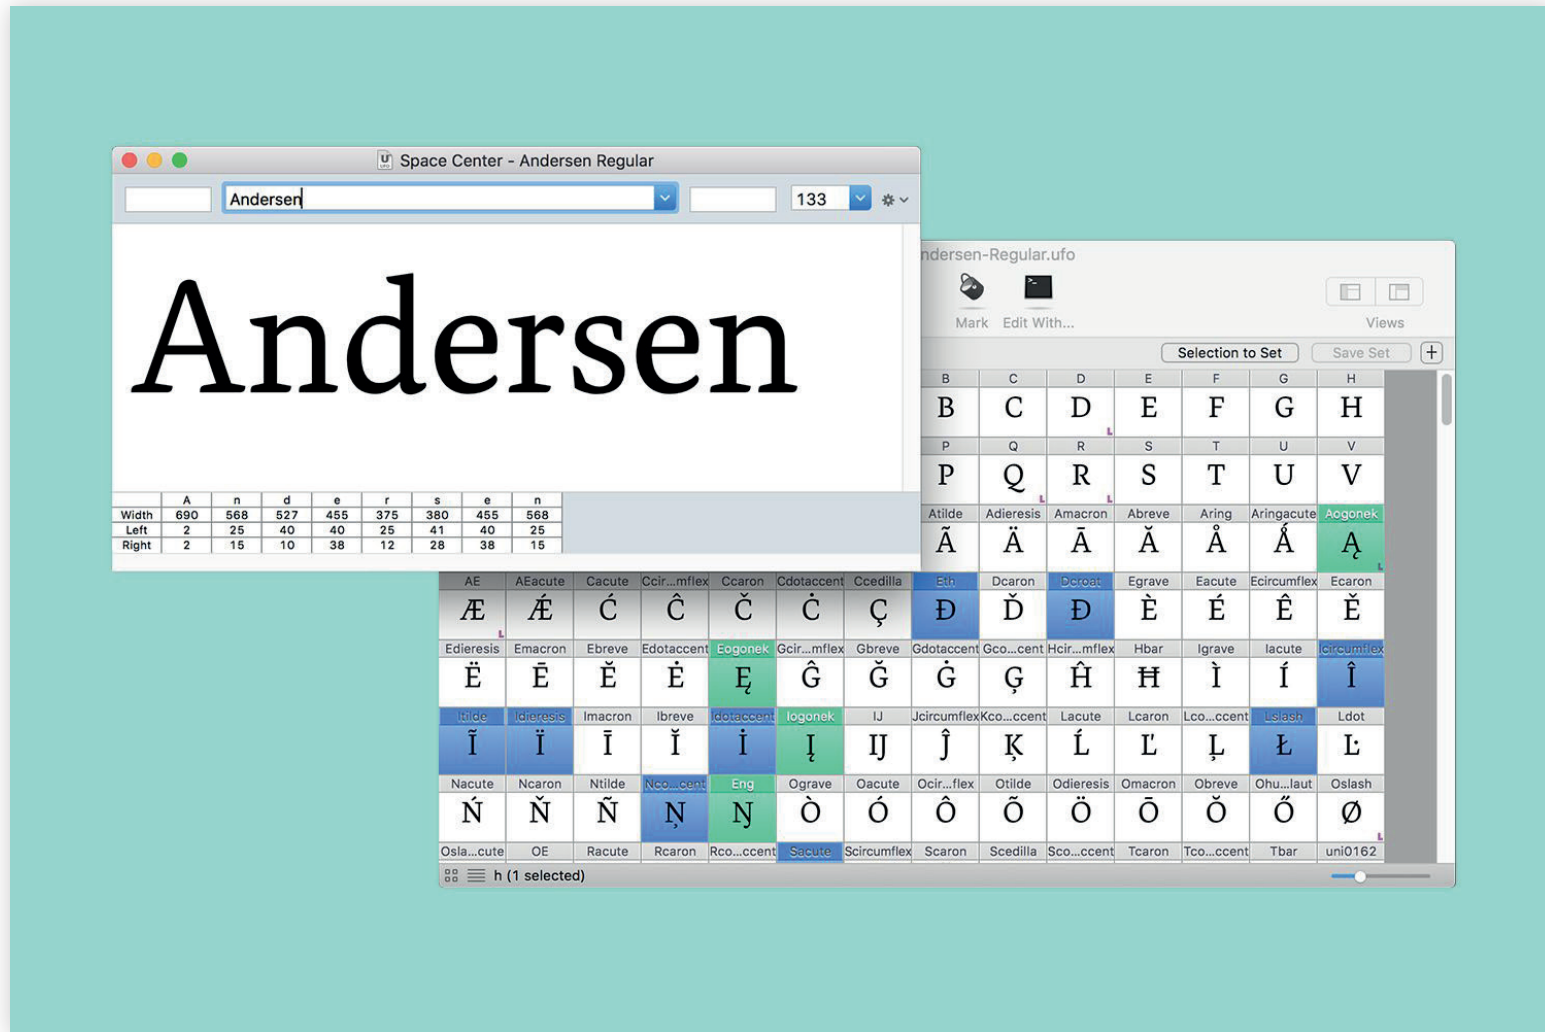 Space Center - Andersen Regular
Andersen
133
Andersen
A n d e r s e n
Width 690 568 527 455 375 380 455 568
Left 2 25 40 40 25 41 40 25
Right 2 15 10 38 12 28 38 15
ndersen-Regular.ufo
Mark Edit With... Views
Selection to Set Save Set +
B C D E F G H
B C D E F G H
P Q R S T U V
P Q R S T U V
Atilde Adieresis Amacron Abreve Aring Aringacute Aogonek
Ã Ä Ā Ă Å Ǻ Ą
AE AEacute Cacute Ccir...mflex Ccaron Cdotaccent Ccedilla Eth Dcaron Dcroat Egrave Eacute Ecircumflex Ecaron
Æ Ǽ Ć Ĉ Č Ċ Ç Ð Ď Đ È É Ê Ě
Edieresis Emacron Ebreve Edotaccent Eogonek Gcir...mflex Gbreve Gdotaccent Gco...cent Hcir...mflex Hbar Igrave Iacute Icircumflex
Ë Ē Ĕ Ė Ę Ĝ Ğ Ġ Ģ Ĥ Ħ Ì Í Î
Itilde Idieresis Imacron Ibreve Idotaccent Iogonek IJ Jcircumflex Kco...ccent Lacute Lcaron Lco...ccent Lslash Ldot
Ĩ Ï Ī Ĭ İ Į Ĳ Ĵ Ķ Ĺ Ľ Ļ Ł Ŀ
Nacute Ncaron Ntilde Nco...cent Eng Ograve Oacute Ocir...flex Otilde Odieresis Omacron Obreve Ohu...laut Oslash
Ń Ň Ñ Ņ Ŋ Ò Ó Ô Õ Ö Ō Ŏ Ő Ø
Osla...cute OE Racute Rcaron Rco...ccent Sacute Scircumflex Scaron Scedilla Sco...ccent Tcaron Tco...ccent Tbar uni0162
h (1 selected)